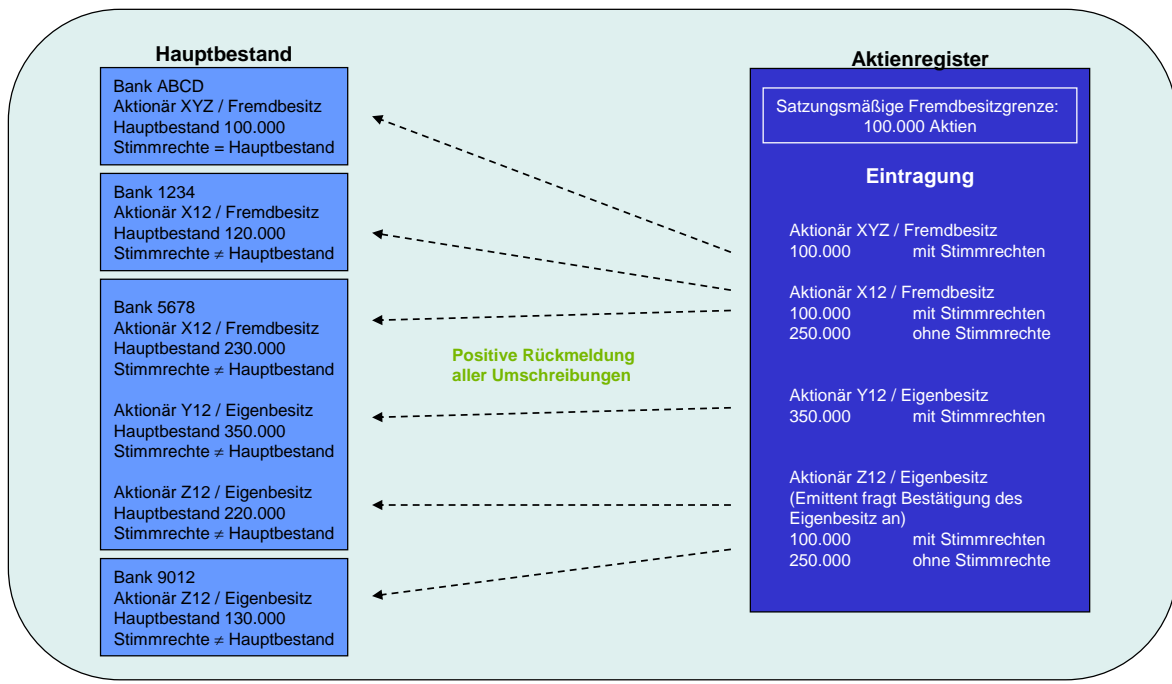 Hauptbestand
Bank ABCD
Aktionär XYZ / Fremdbesitz
Hauptbestand 100.000
Stimmrechte = Hauptbestand
Bank 1234
Aktionär X12 / Fremdbesitz
Hauptbestand 120.000
Stimmrechte ≠ Hauptbestand
Bank 5678
Aktionär X12 / Fremdbesitz
Hauptbestand 230.000
Stimmrechte ≠ Hauptbestand
Aktionär Y12 / Eigenbesitz
Hauptbestand 350.000
Stimmrechte ≠ Hauptbestand
Aktionär Z12 / Eigenbesitz
Hauptbestand 220.000
Stimmrechte ≠ Hauptbestand
Bank 9012
Aktionär Z12 / Eigenbesitz
Hauptbestand 130.000
Stimmrechte ≠ Hauptbestand
Positive Rückmeldung
aller Umschreibungen
Aktienregister
Satzungsmäßige Fremdbesitzgrenze:
100.000 Aktien
Eintragung
Aktionär XYZ / Fremdbesitz
100.000 mit Stimmrechten
Aktionär X12 / Fremdbesitz
100.000 mit Stimmrechten
250.000 ohne Stimmrechte
Aktionär Y12 / Eigenbesitz
350.000 mit Stimmrechten
Aktionär Z12 / Eigenbesitz
(Emittent fragt Bestätigung des
Eigenbesitz an)
100.000 mit Stimmrechten
250.000 ohne Stimmrechte